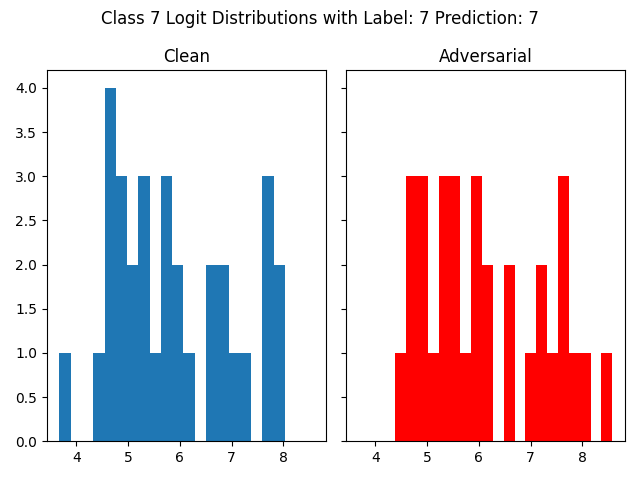 Class 7 Logit Distributions with Label: 7 Prediction: 7
Clean
Adversarial
4.0
3.5
3.0
2.5
2.0
1.5
1.0
0.5
0.0
4 5 6 7 8
4 5 6 7 8